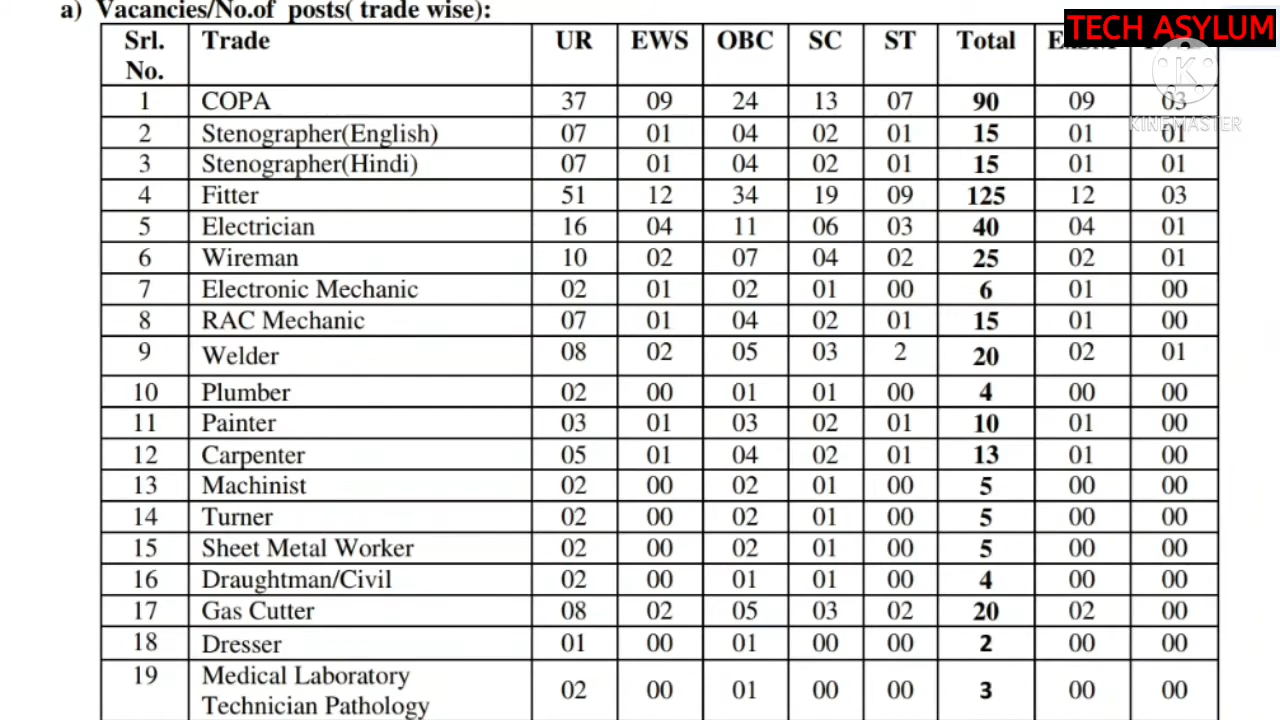 a) Vacancies/No.of posts( trade wise):
TECH ASYLUM
Srl. No. Trade UR EWS OBC SC ST Total
1 COPA 37 09 24 13 07 90 09 03
KINEMASTER
2 Stenographer(English) 07 01 04 02 01 15 01 01
3 Stenographer(Hindi) 07 01 04 02 01 15 01 01
4 Fitter 51 12 34 19 09 125 12 03
5 Electrician 16 04 11 06 03 40 04 01
6 Wireman 10 02 07 04 02 25 02 01
7 Electronic Mechanic 02 01 02 01 00 6 01 00
8 RAC Mechanic 07 01 04 02 01 15 01 00
9 Welder 08 02 05 03 2 20 02 01
10 Plumber 02 00 01 01 00 4 00 00
11 Painter 03 01 03 02 01 10 01 00
12 Carpenter 05 01 04 02 01 13 01 00
13 Machinist 02 00 02 01 00 5 00 00
14 Turner 02 00 02 01 00 5 00 00
15 Sheet Metal Worker 02 00 02 01 00 5 00 00
16 Draughtman/Civil 02 00 01 01 00 4 00 00
17 Gas Cutter 08 02 05 03 02 20 02 00
18 Dresser 01 00 01 00 00 2 00 00
19 Medical Laboratory Technician Pathology 02 00 01 00 00 3 00 00